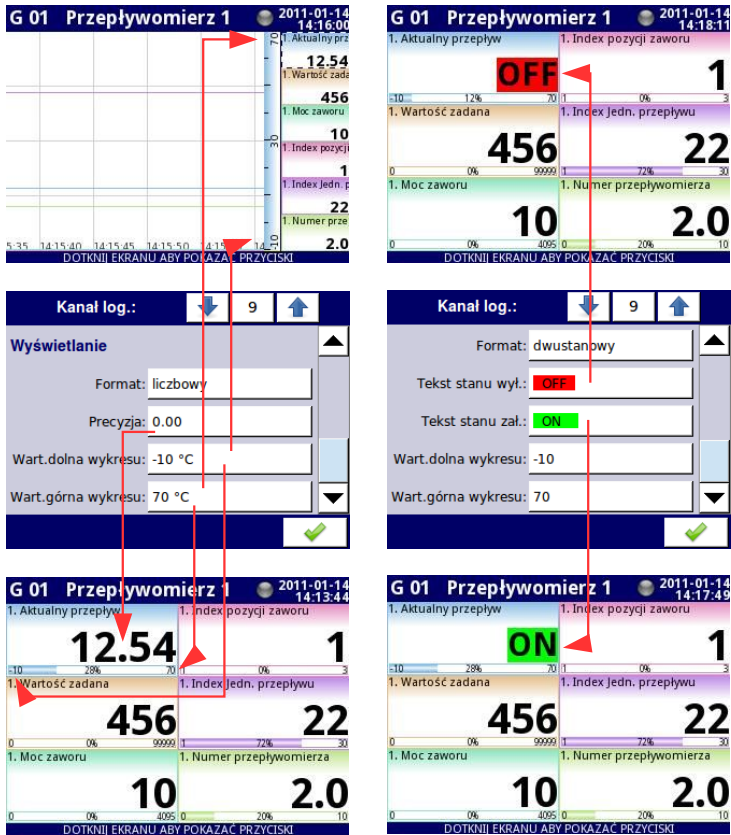 G 01 Przepływomierz 1 2011-01-14
14:16:00
70
30
-10
5:35 14:15:40 14:15:45 14:15:50 14:15 14
1. Aktualny prz
12.54
1. Wartość zada
456
1. Moc zaworu
10
1. Index pozycji
1
1. Index Jedn. p
22
1. Numer prze
2.0
DOTKNIJ EKRANU ABY POKAZAĆ PRZYCISKI
G 01 Przepływomierz 1 2011-01-14
14:18:11
1. Aktualny przepływ 1. Index pozycji zaworu
OFF 1
-10 12% 70 1 0% 3
1. Wartość zadana 1. Index Jedn. przepływu
456 22
0 0% 99999 1 72% 30
1. Moc zaworu 1. Numer przepływomierza
10 2.0
0 0% 4095 0 20% 10
DOTKNIJ EKRANU ABY POKAZAĆ PRZYCISKI
Kanał log.: 9
Wyświetlanie
Format: liczbowy
Precyzja: 0.00
Wart.dolna wykresu: -10 °C
Wart.górna wykresu: 70 °C
Kanał log.: 9
Format: dwustanowy
Tekst stanu wył.: OFF
Tekst stanu zał.: ON
Wart.dolna wykresu: -10
Wart.górna wykresu: 70
G 01 Przepływomierz 1 2011-01-14
14:13:44
1. Aktualny przepływ 1. Index pozycji zaworu
12.54 1
-10 28% 70 1 0% 3
1. Wartość zadana 1. Index Jedn. przepływu
456 22
0 0% 99999 1 72% 30
1. Moc zaworu 1. Numer przepływomierza
10 2.0
0 0% 4095 0 20% 10
DOTKNIJ EKRANU ABY POKAZAĆ PRZYCISKI
G 01 Przepływomierz 1 2011-01-14
14:17:49
1. Aktualny przepływ 1. Index pozycji zaworu
ON 1
-10 28% 70 1 0% 3
1. Wartość zadana 1. Index Jedn. przepływu
456 22
0 0% 99999 1 72% 30
1. Moc zaworu 1. Numer przepływomierza
10 2.0
0 0% 4095 0 20% 10
DOTKNIJ EKRANU ABY POKAZAĆ PRZYCISKI